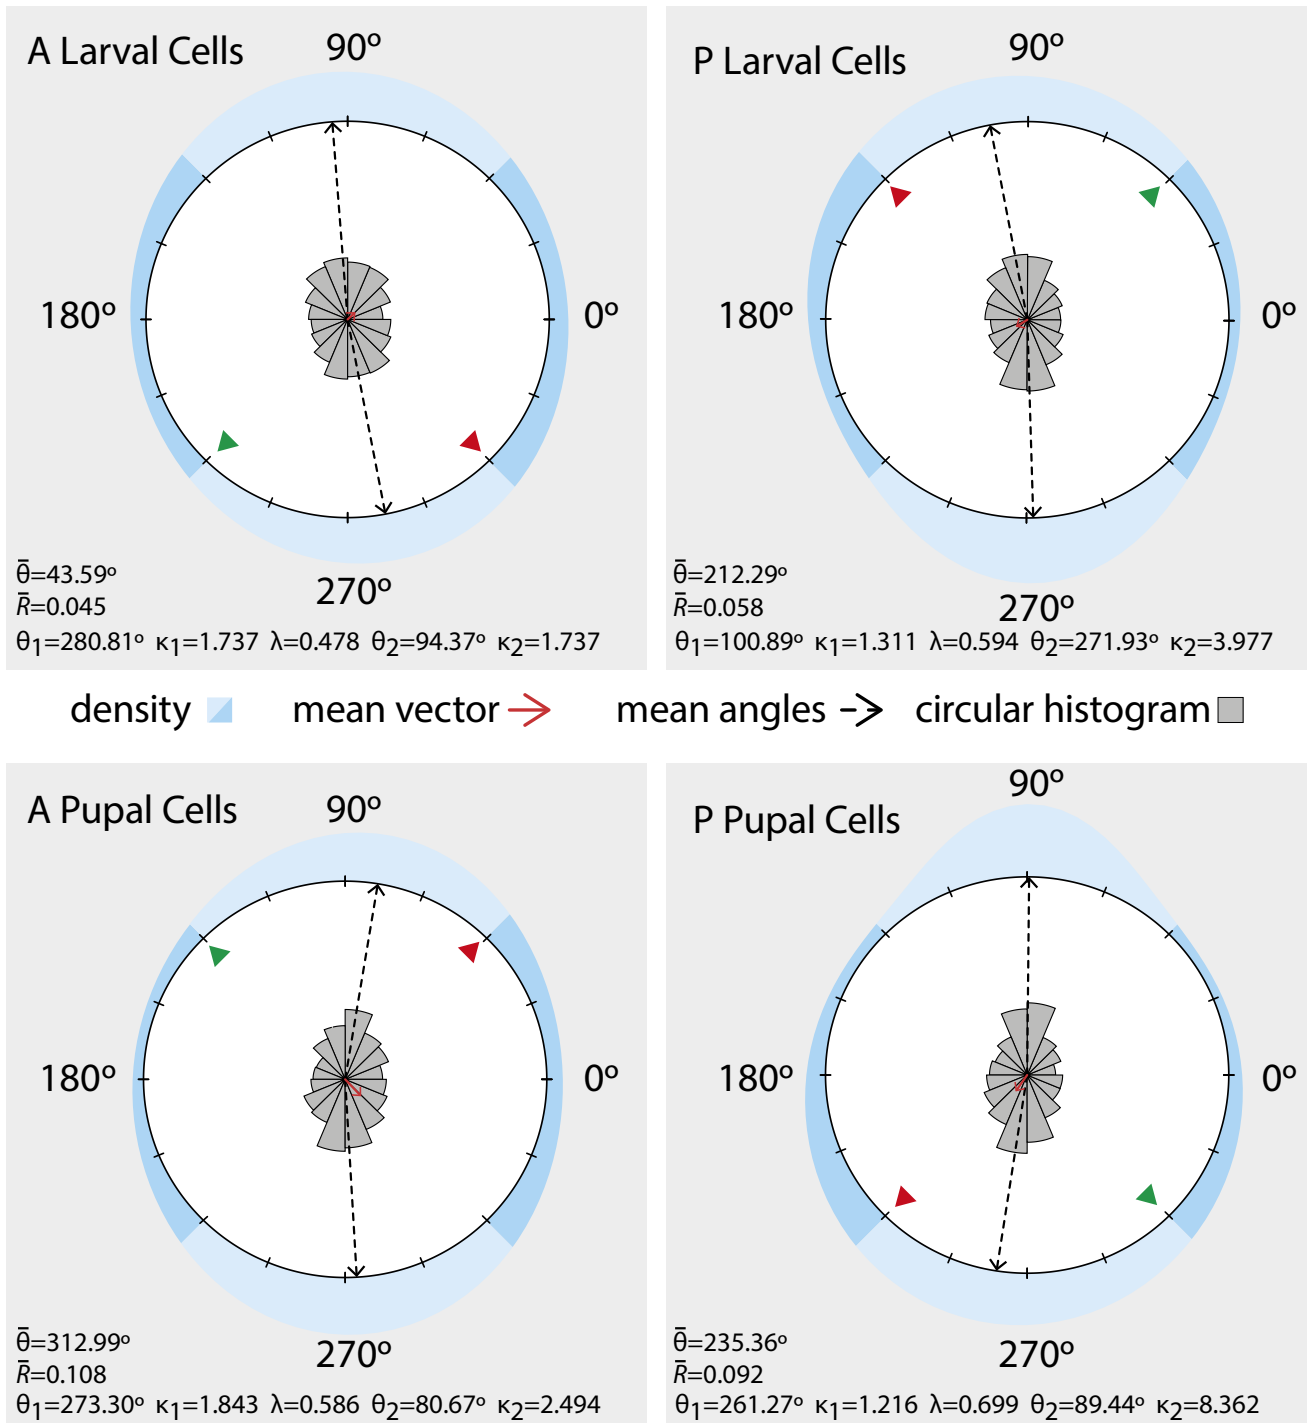 A Larval Cells
90º
180º
0º
270º
θ̄=43.59º
R̄=0.045
θ1=280.81º κ1=1.737 λ=0.478 θ2=94.37º κ2=1.737
P Larval Cells
90º
180º
0º
270º
θ̄=212.29º
R̄=0.058
θ1=100.89º κ1=1.311 λ=0.594 θ2=271.93º κ2=3.977
density mean vector mean angles circular histogram
A Pupal Cells
90º
180º
0º
270º
θ̄=312.99º
R̄=0.108
θ1=273.30º κ1=1.843 λ=0.586 θ2=80.67º κ2=2.494
P Pupal Cells
90º
180º
0º
270º
θ̄=235.36º
R̄=0.092
θ1=261.27º κ1=1.216 λ=0.699 θ2=89.44º κ2=8.362